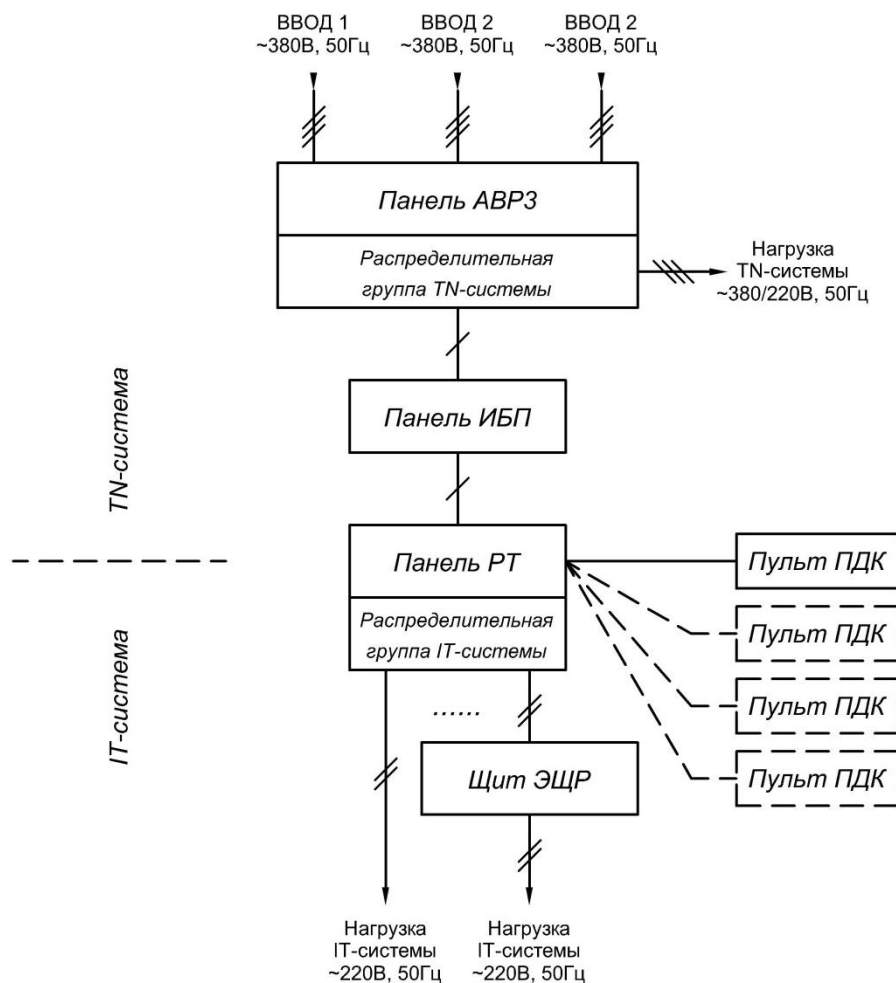 ВВОД 1
~380В, 50Гц
ВВОД 2
~380В, 50Гц
ВВОД 2
~380В, 50Гц
Панель АВР3
Распределительная
группа TN-системы
Нагрузка
TN-системы
~380/220В, 50Гц
Панель ИБП
TN-система
Панель РТ
Распределительная
группа IT-системы
Пульт ПДК
Пульт ПДК
Пульт ПДК
Пульт ПДК
IT-система
......
Щит ЭЩР
Нагрузка
IT-системы
~220В, 50Гц
Нагрузка
IT-системы
~220В, 50Гц